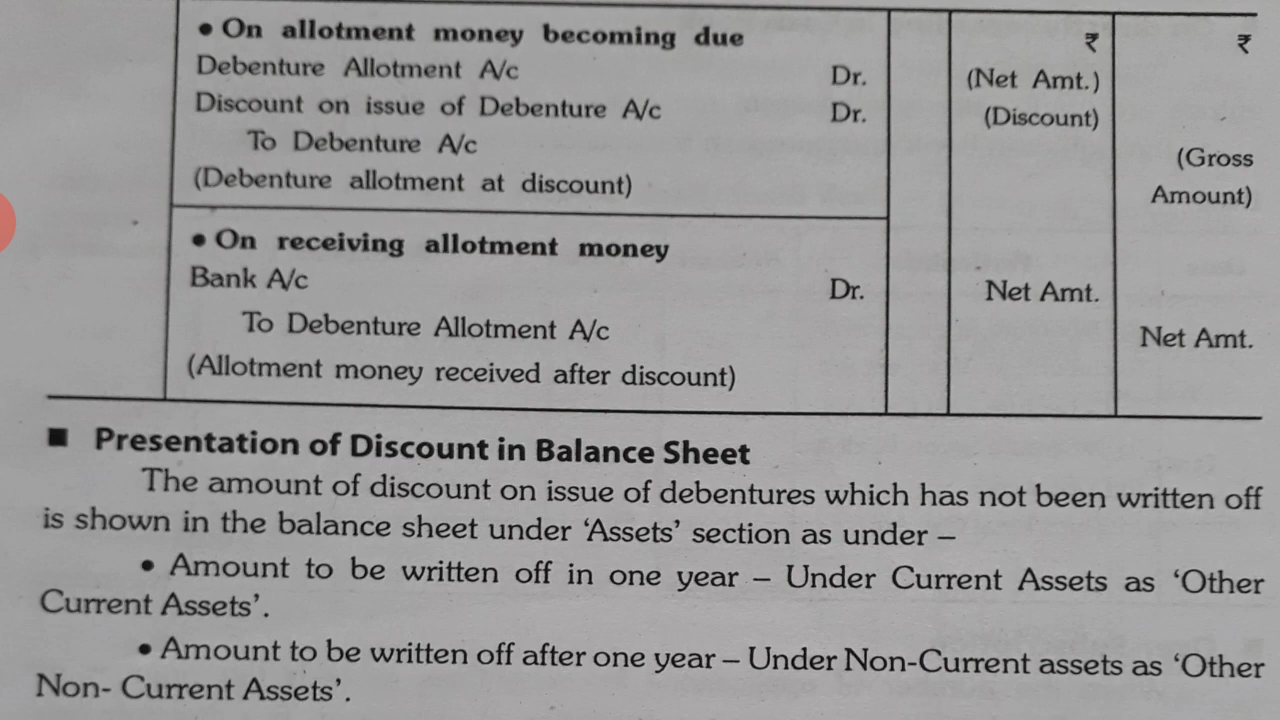 • On allotment money becoming due ₹ ₹
Debenture Allotment A/c Dr. (Net Amt.)
Discount on issue of Debenture A/c Dr. (Discount)
To Debenture A/c (Gross
(Debenture allotment at discount) Amount)
• On receiving allotment money
Bank A/c Dr. Net Amt.
To Debenture Allotment A/c Net Amt.
(Allotment money received after discount)
■ Presentation of Discount in Balance Sheet
The amount of discount on issue of debentures which has not been written off
is shown in the balance sheet under ‘Assets’ section as under –
• Amount to be written off in one year – Under Current Assets as ‘Other
Current Assets’.
• Amount to be written off after one year – Under Non-Current assets as ‘Other
Non- Current Assets’.